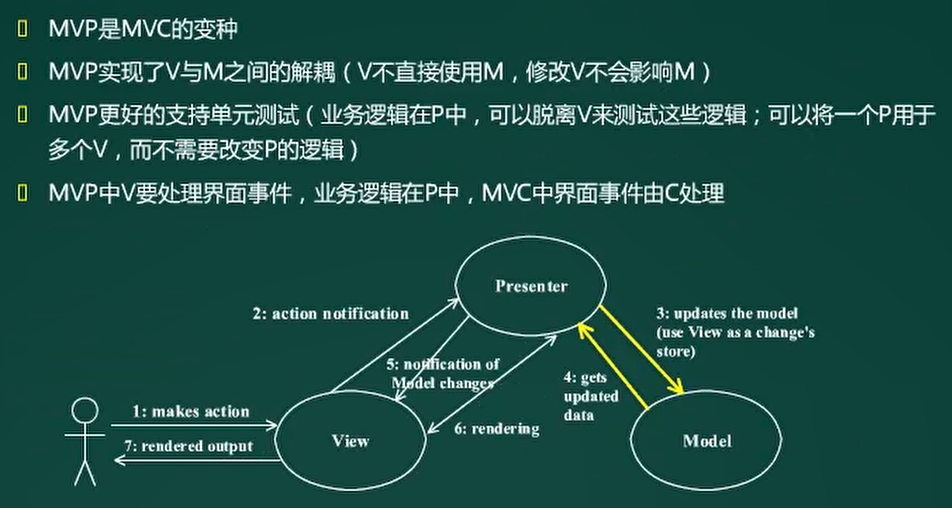 MVP是MVC的变种
MVP实现了V与M之间的解耦（V不直接使用M，修改V不会影响M）
MVP更好的支持单元测试（业务逻辑在P中，可以脱离V来测试这些逻辑；可以将一个P用于
多个V，而不需要改变P的逻辑）
MVP中V要处理界面事件，业务逻辑在P中，MVC中界面事件由C处理
Presenter
2: action notification
3: updates the model
(use View as a change's
store)
5: notification of
Model changes
4: gets
updated
data
1: makes action
6: rendering
View
Model
7: rendered output